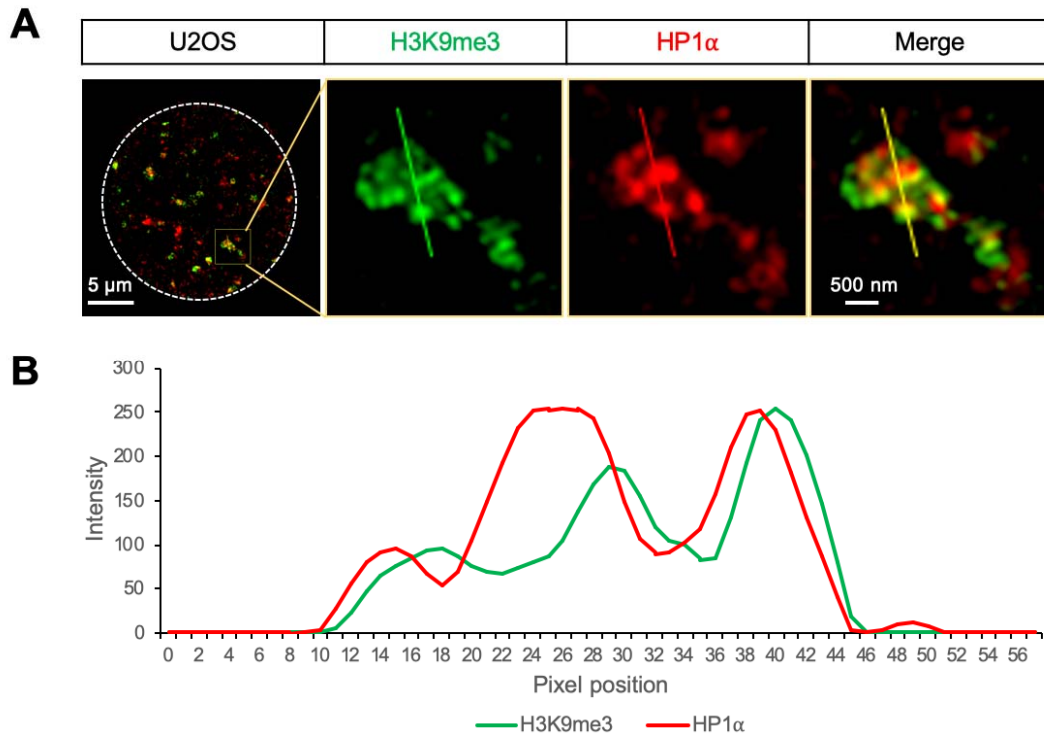 A
U2OS H3K9me3 HP1α Merge
5 µm
500 nm
B
300
250
200
150
100
50
0
Intensity
0 2 4 6 8 10 12 14 16 18 20 22 24 26 28 30 32 34 36 38 40 42 44 46 48 50 52 54 56
Pixel position
H3K9me3 HP1α